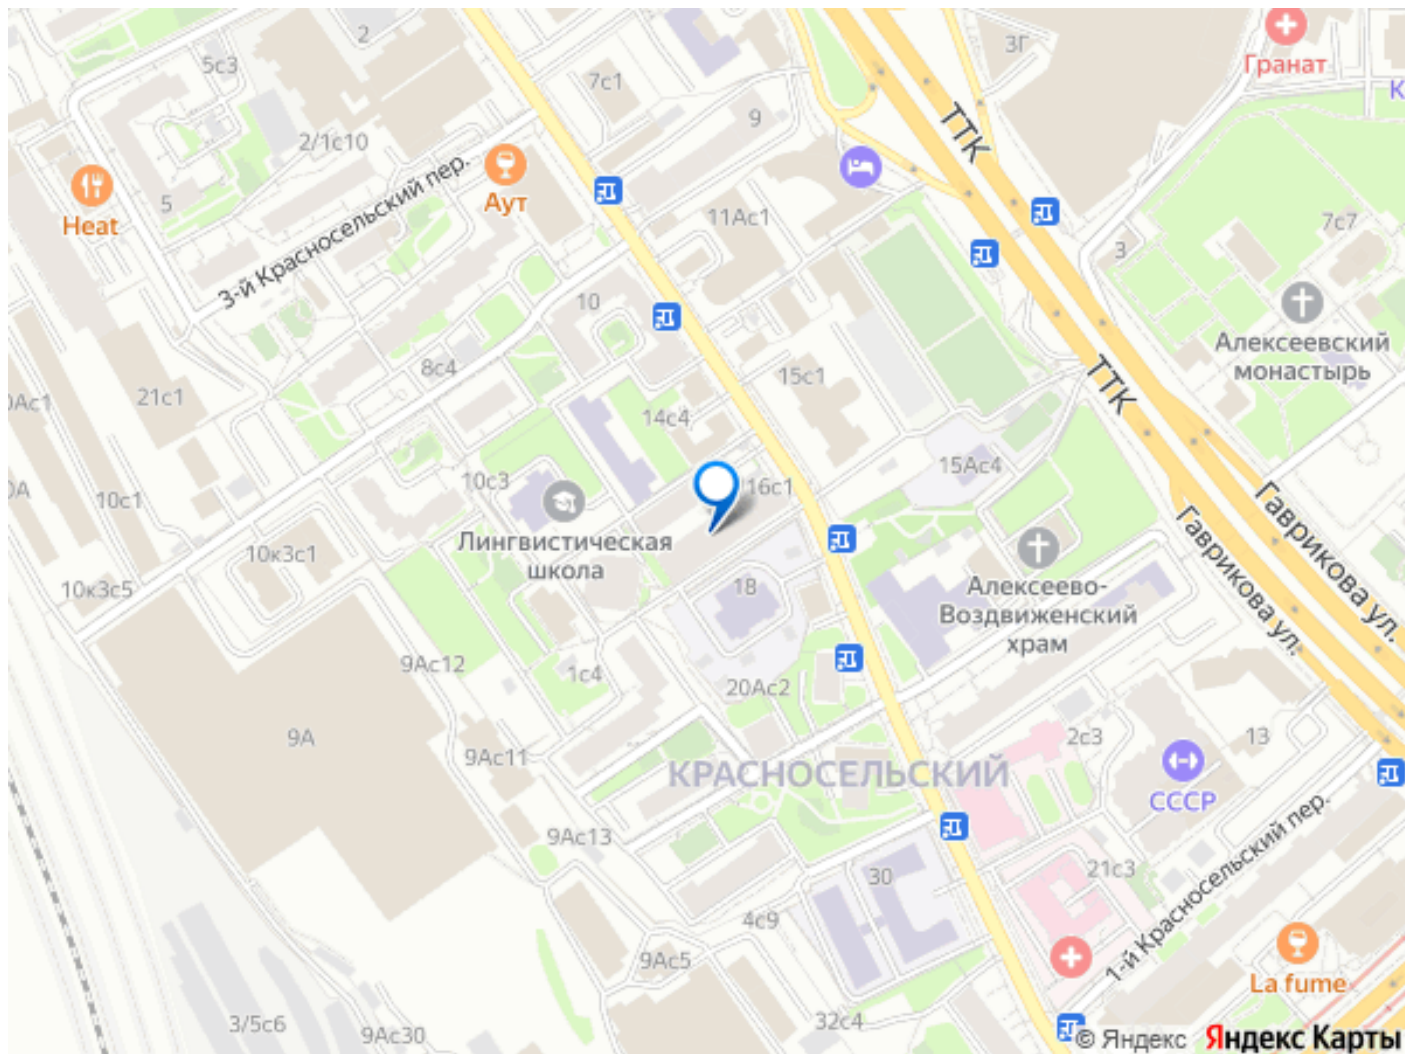 2
5с3
7с1
3Г
Гранат
К
ТТК
9
2/1с10
3-й Красносельский пер.
Аут
Heat
5
11Ас1
7с7
3
10
Алексеевский
монастырь
ТТК
15с1
8с4
21с1
0Ас1
14с4
15Ас4
10с3
16с1
10с1
0А
Лингвистическая
школа
Гаврикова ул.
Гаврикова ул.
10к3с1
10к3с5
18
Алексеево-
Воздвиженский
храм
9Ас12
1с4
20Ас2
9А
2с3
13
9Ас11
КРАСНОСЕЛЬСКИЙ
СССР
9Ас13
1-й Красносельский пер.
21с3
30
4с9
9Ас5
La fume
32с4
3/5с6
9Ас30
© Яндекс Яндекс Карты